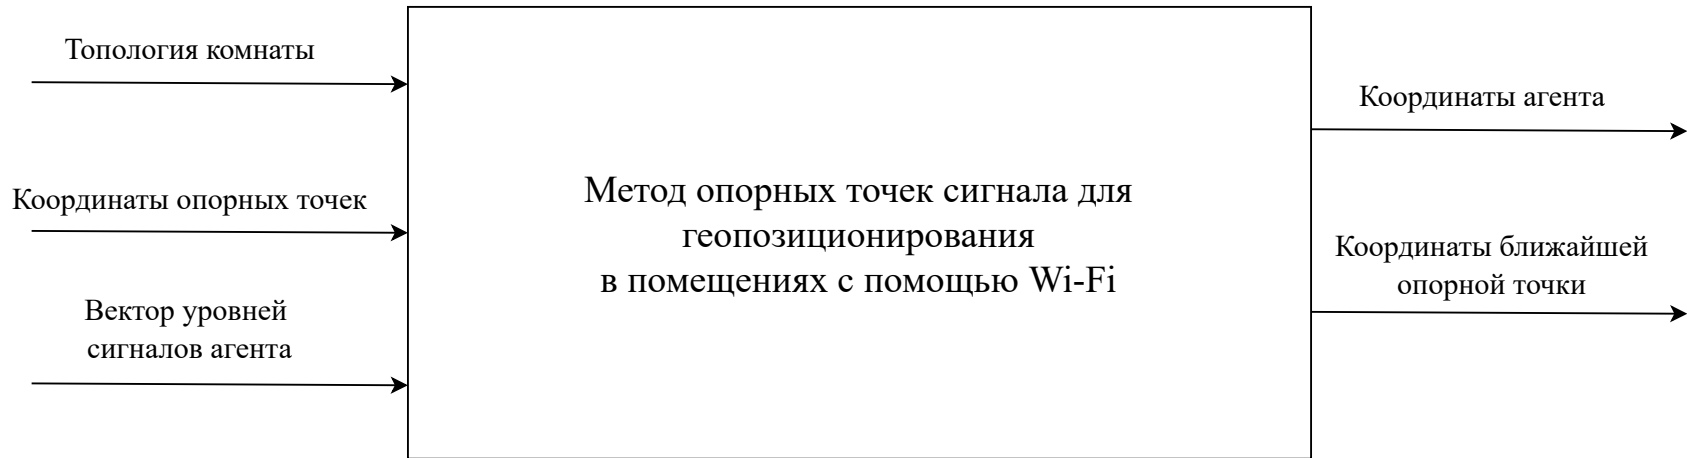 Топология комнаты
Координаты опорных точек
Вектор уровней
сигналов агента
Метод опорных точек сигнала для
геопозиционирования
в помещениях с помощью Wi-Fi
Координаты агента
Координаты ближайшей
опорной точки